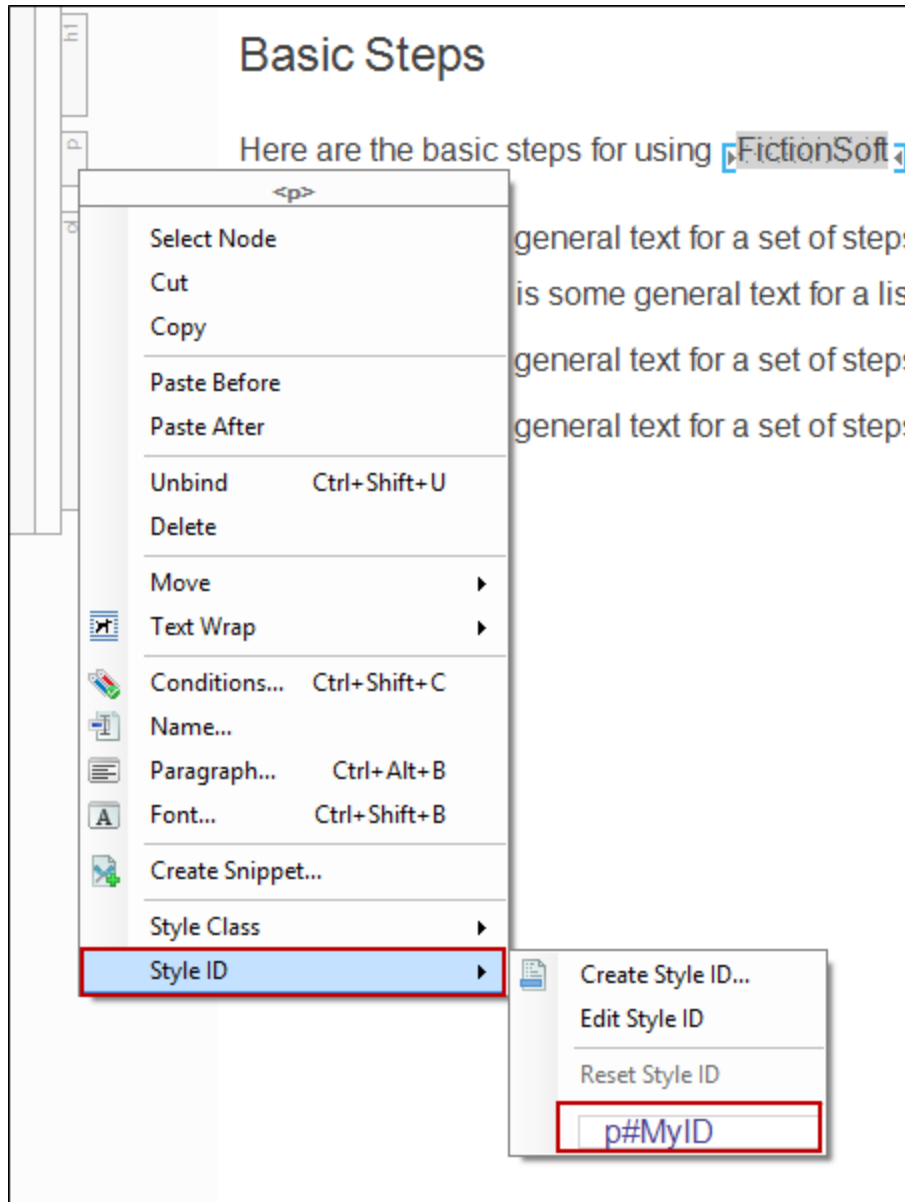 h1
Basic Steps
p
Here are the basic steps for using FictionSoft
<p>
ol
Select Node
general text for a set of steps
Cut
is some general text for a lis
Copy
general text for a set of steps
Paste Before
Paste After
general text for a set of steps
Unbind Ctrl+Shift+U
Delete
Move
Text Wrap
Conditions... Ctrl+Shift+C
Name...
Paragraph... Ctrl+Alt+B
Font... Ctrl+Shift+B
Create Snippet...
Style Class
Style ID
Create Style ID...
Edit Style ID
Reset Style ID
p#MyID